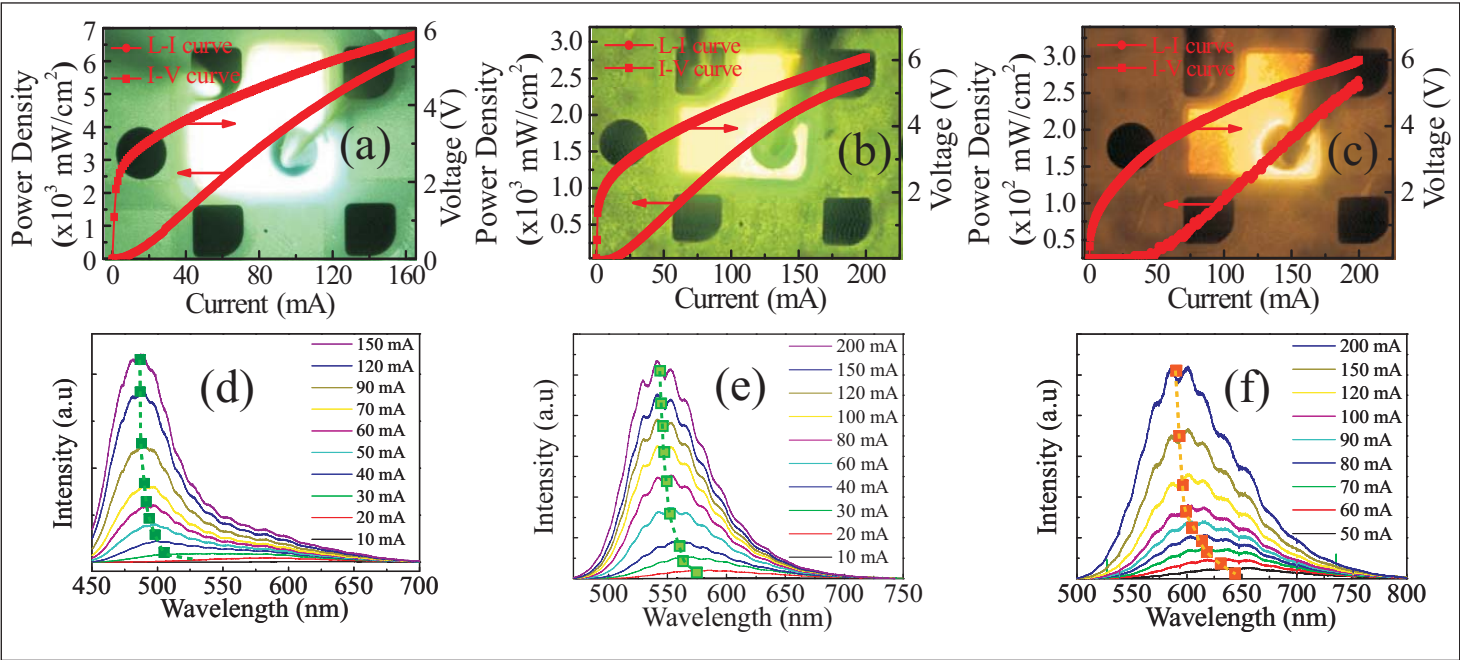 7
6
5
4
3
2
1
0
Power Density
(x10³ mW/cm²)
L-I curve
I-V curve
(a)
6
4
2
0
Voltage (V)
0 40 80 120 160
Current (mA)
3.0
2.5
2.0
1.5
1.0
0.5
Power Density
(x10³ mW/cm²)
L-I curve
I-V curve
(b)
6
4
2
Voltage (V)
0 50 100 150 200
Current (mA)
3.0
2.5
2.0
1.5
1.0
0.5
Power Density
(x10² mW/cm²)
L-I curve
I-V curve
(c)
6
4
2
Voltage (V)
0 50 100 150 200
Current (mA)
Intensity (a.u)
(d)
150 mA
120 mA
90 mA
70 mA
60 mA
50 mA
40 mA
30 mA
20 mA
10 mA
450 500 550 600 650 700
Wavelength (nm)
Intensity (a.u)
(e)
200 mA
150 mA
120 mA
100 mA
80 mA
60 mA
40 mA
30 mA
20 mA
10 mA
500 550 600 650 700 750
Wavelength (nm)
Intensity (a.u)
(f)
200 mA
150 mA
120 mA
100 mA
90 mA
80 mA
70 mA
60 mA
50 mA
500 550 600 650 700 750 800
Wavelength (nm)